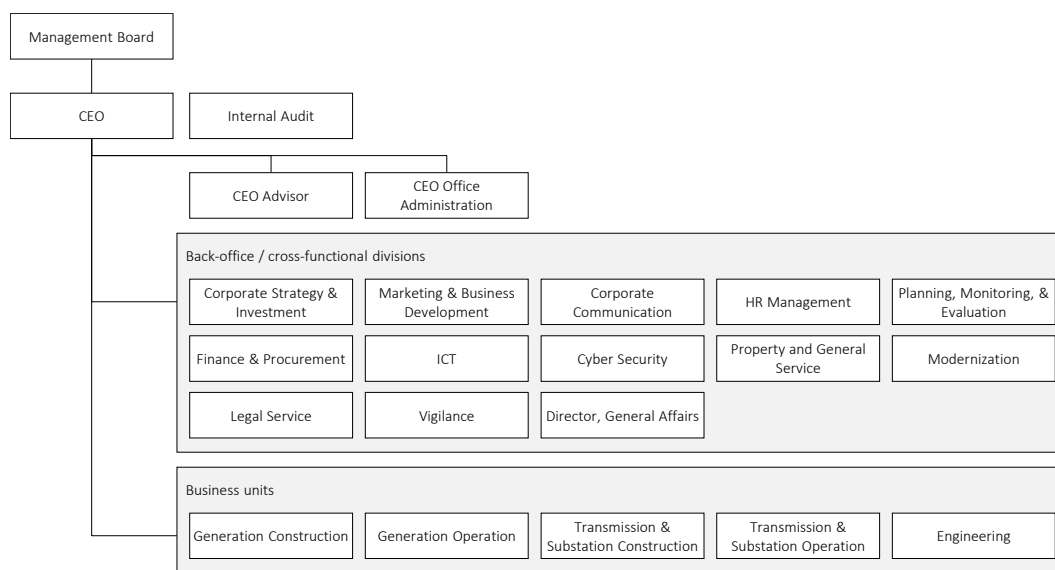 Management Board
CEO
Internal Audit
CEO Advisor
CEO Office
Administration
Back-office / cross-functional divisions
Corporate Strategy &
Investment
Marketing & Business
Development
Corporate
Communication
HR Management
Planning, Monitoring, &
Evaluation
Finance & Procurement
ICT
Cyber Security
Property and General
Service
Modernization
Legal Service
Vigilance
Director, General Affairs
Business units
Generation Construction
Generation Operation
Transmission &
Substation Construction
Transmission &
Substation Operation
Engineering